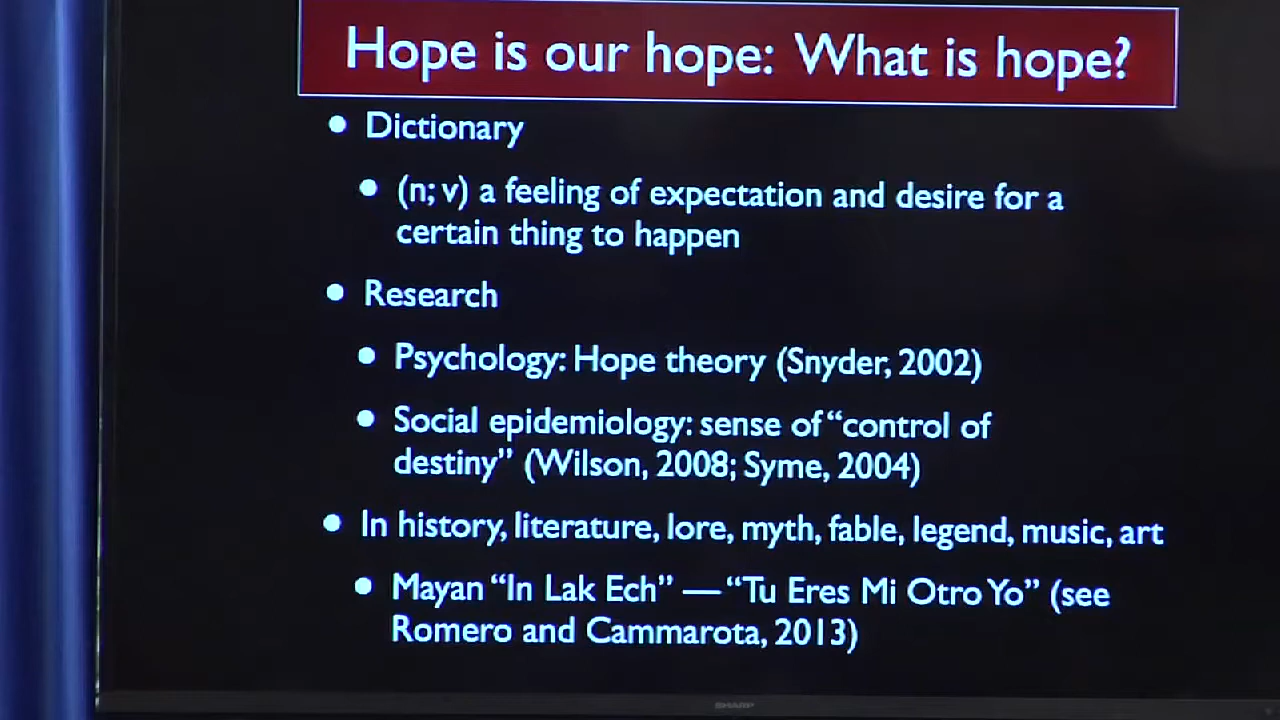 Hope is our hope: What is hope?
• Dictionary
• (n; v) a feeling of expectation and desire for a
certain thing to happen
• Research
• Psychology: Hope theory (Snyder, 2002)
• Social epidemiology: sense of “control of
destiny” (Wilson, 2008; Syme, 2004)
• In history, literature, lore, myth, fable, legend, music, art
• Mayan “In Lak Ech” — “Tu Eres Mi Otro Yo” (see
Romero and Cammarota, 2013)
SHARP